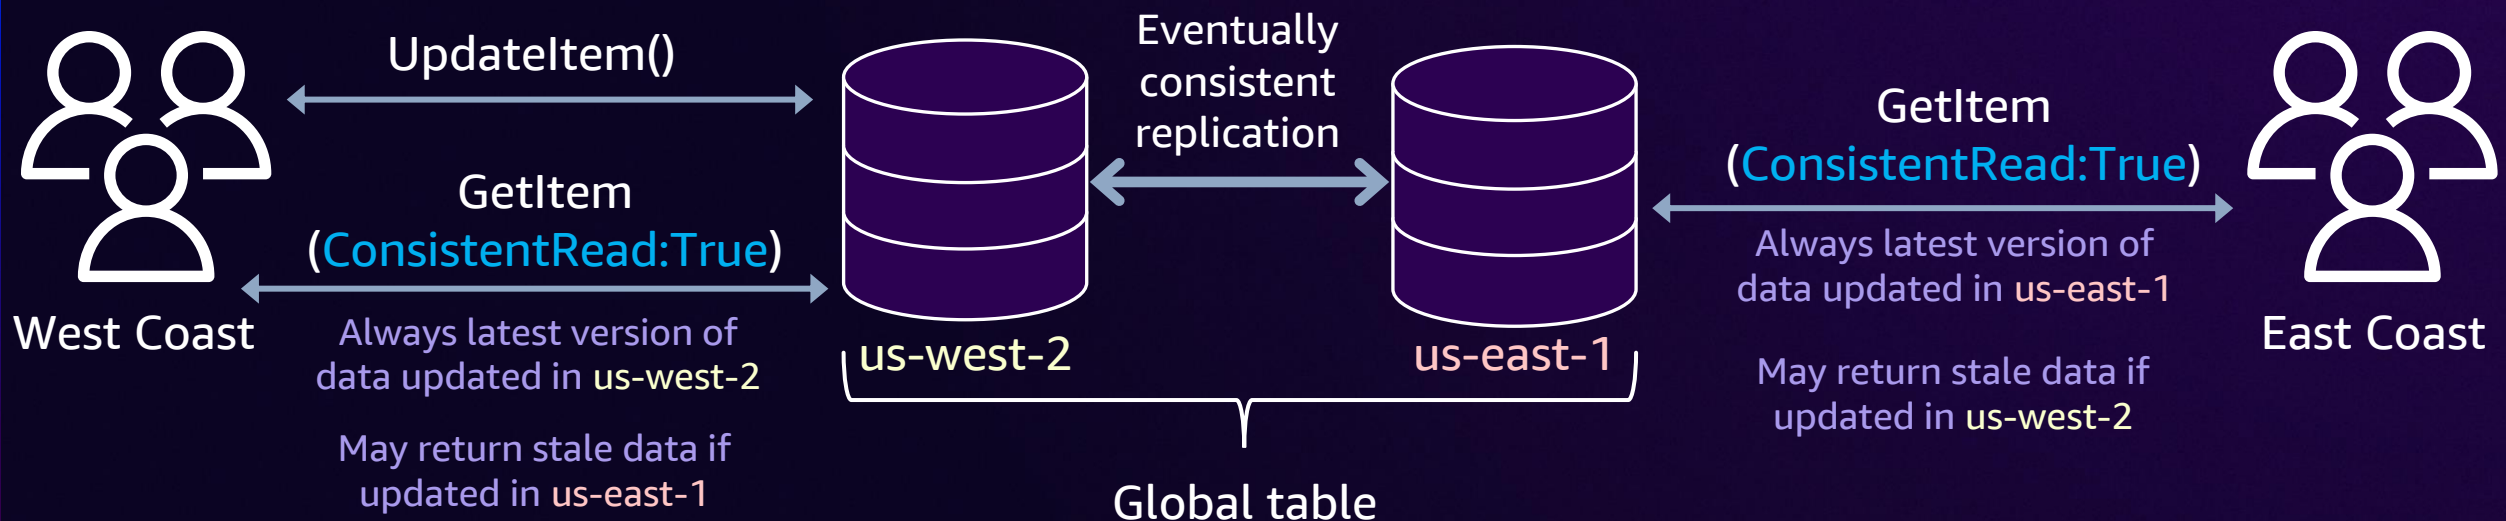 UpdateItem()
GetItem
(ConsistentRead:True)
West Coast
Always latest version of
data updated in us-west-2
May return stale data if
updated in us-east-1
Eventually
consistent
replication
us-west-2
us-east-1
Global table
GetItem
(ConsistentRead:True)
Always latest version of
data updated in us-east-1
May return stale data if
updated in us-west-2
East Coast